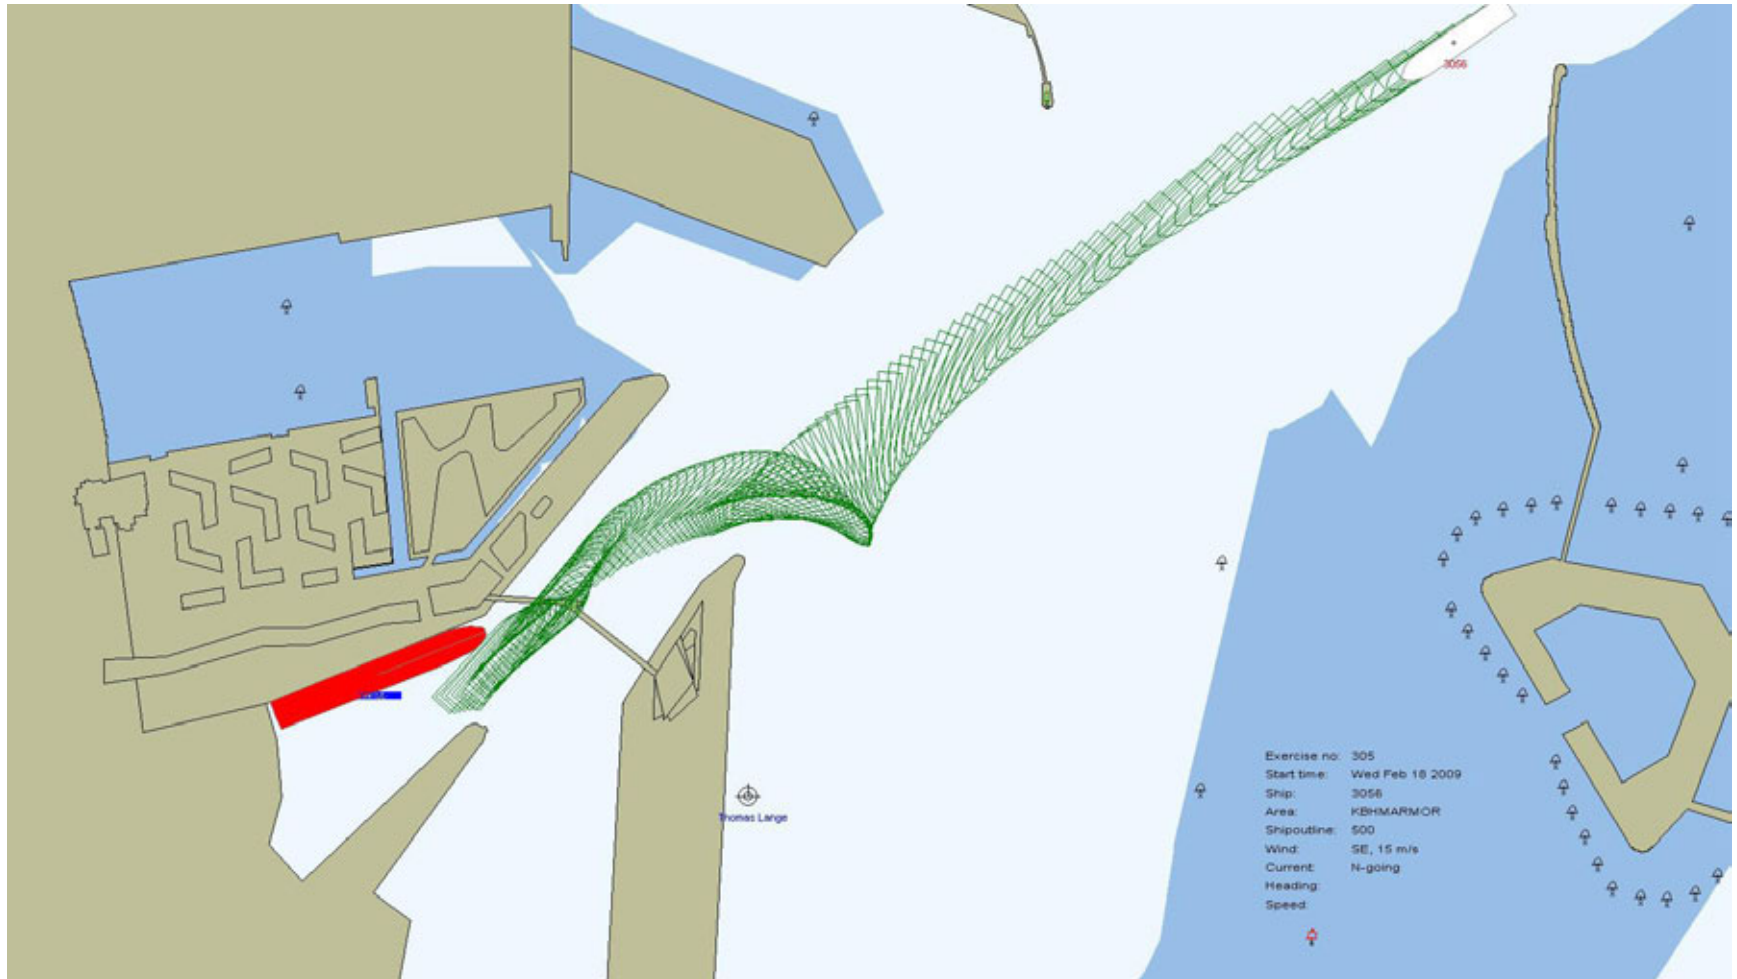 3056
Thomas Lange
Exercise no: 305
Start time: Wed Feb 18 2009
Ship: 3056
Area: KBHMARMOR
Shipoutline: 500
Wind: SE, 15 m/s
Current: N-going
Heading:
Speed: